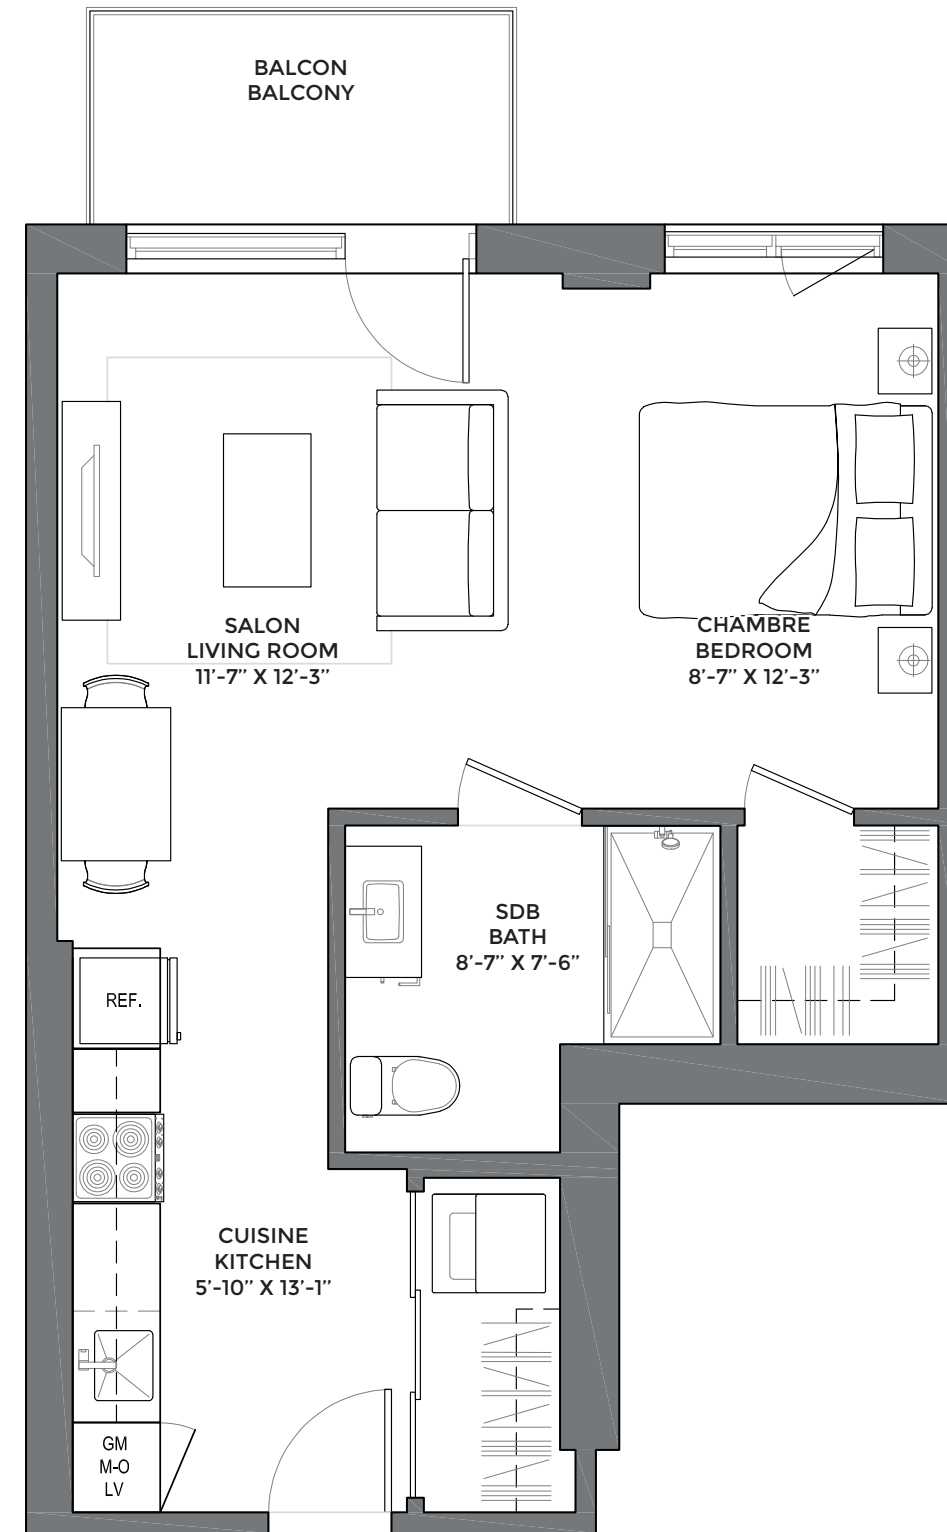 BALCON
BALCONY
SALON
LIVING ROOM
11’-7” X 12’-3”
CHAMBRE
BEDROOM
8’-7” X 12’-3”
SDB
BATH
8’-7” X 7’-6”
REF.
CUISINE
KITCHEN
5’-10” X 13’-1”
GM
M-O
LV